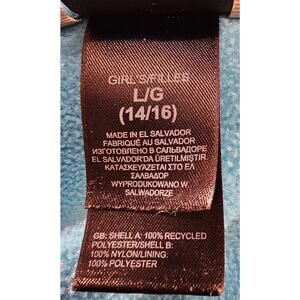 GIRL'S/FILLES
L/G
(14/16)
MADE IN EL SALVADOR
FABRIQUÉ AU SALVADOR
ИЗГОТОВЛЕНО В САЛЬВАДОРЕ
EL SALVADOR'DA ÜRETILMIŞTIR.
ΚΑΤΑΣΚΕΥΑΖΕΤΑΙ ΣΤΟ ΕΛ
ΣΑΛΒΑΔΟΡ
WYPRODUKOWANO W
SALWADORZE
GB: SHELL A: 100% RECYCLED
POLYESTER/SHELL B:
100% NYLON/LINING:
100% POLYESTER